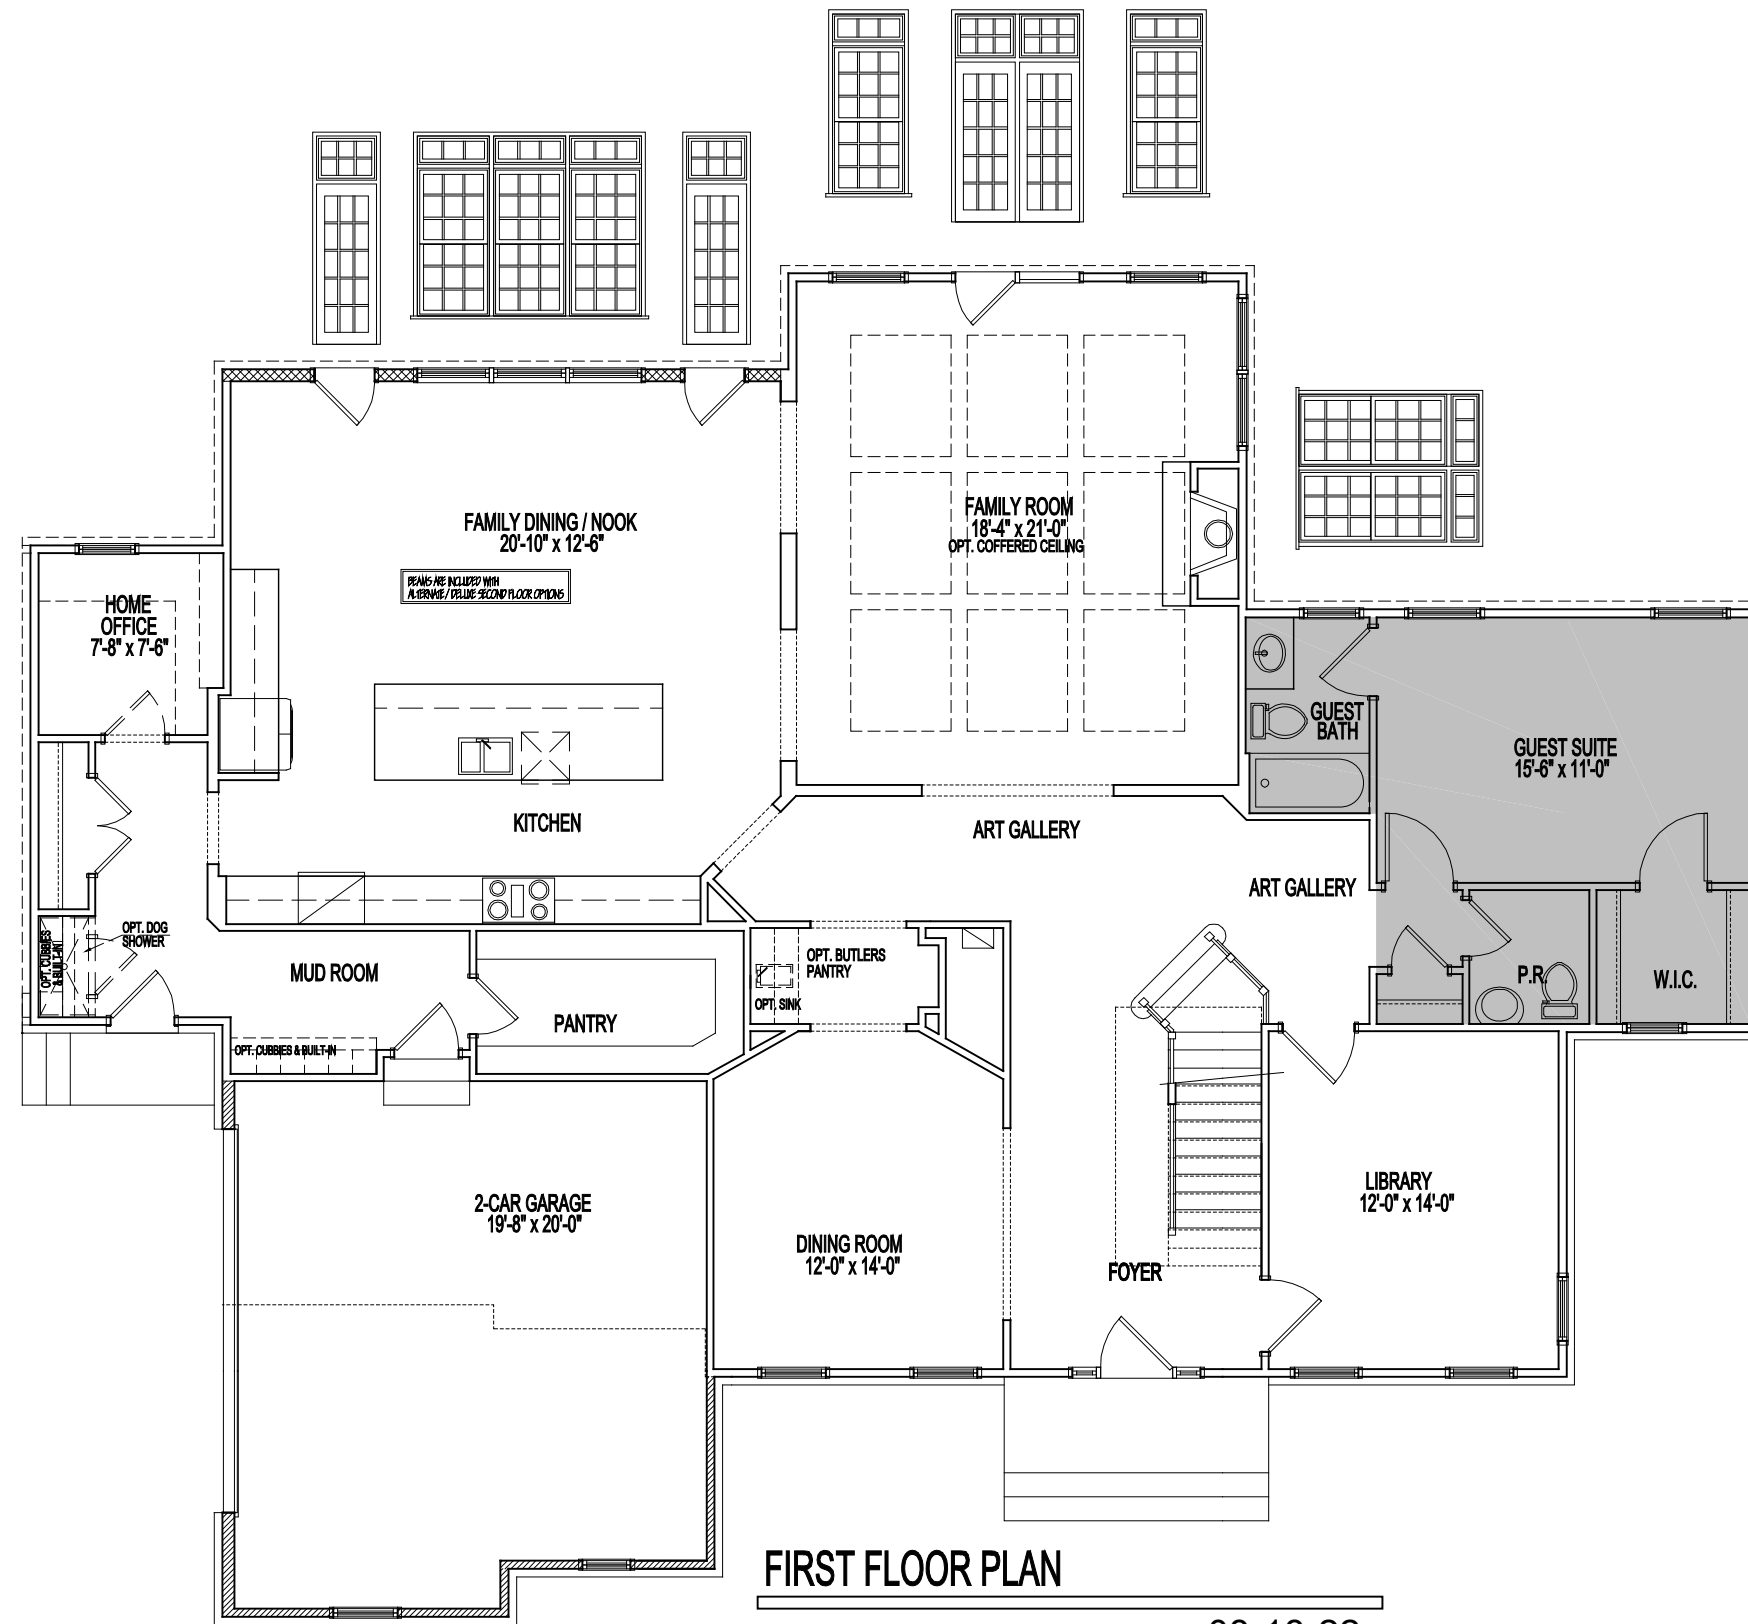 FAMILY DINING / NOOK
20'-10" x 12'-6"
BEAMS ARE INCLUDED WITH
ALTERNATE / DELUXE SECOND FLOOR OPTIONS
FAMILY ROOM
18'-4" x 21'-0"
OPT. COFFERED CEILING
HOME
OFFICE
7'-8" x 7'-6"
GUEST
BATH
GUEST SUITE
15'-6" x 11'-0"
KITCHEN
ART GALLERY
ART GALLERY
OPT. CUBBIES
& BUILT-IN
OPT. DOG
SHOWER
MUD ROOM
OPT. BUTLERS
PANTRY
OPT. SINK
P.R.
W.I.C.
PANTRY
OPT. CUBBIES & BUILT-IN
2-CAR GARAGE
19'-8" x 20'-0"
DINING ROOM
12'-0" x 14'-0"
FOYER
LIBRARY
12'-0" x 14'-0"
FIRST FLOOR PLAN